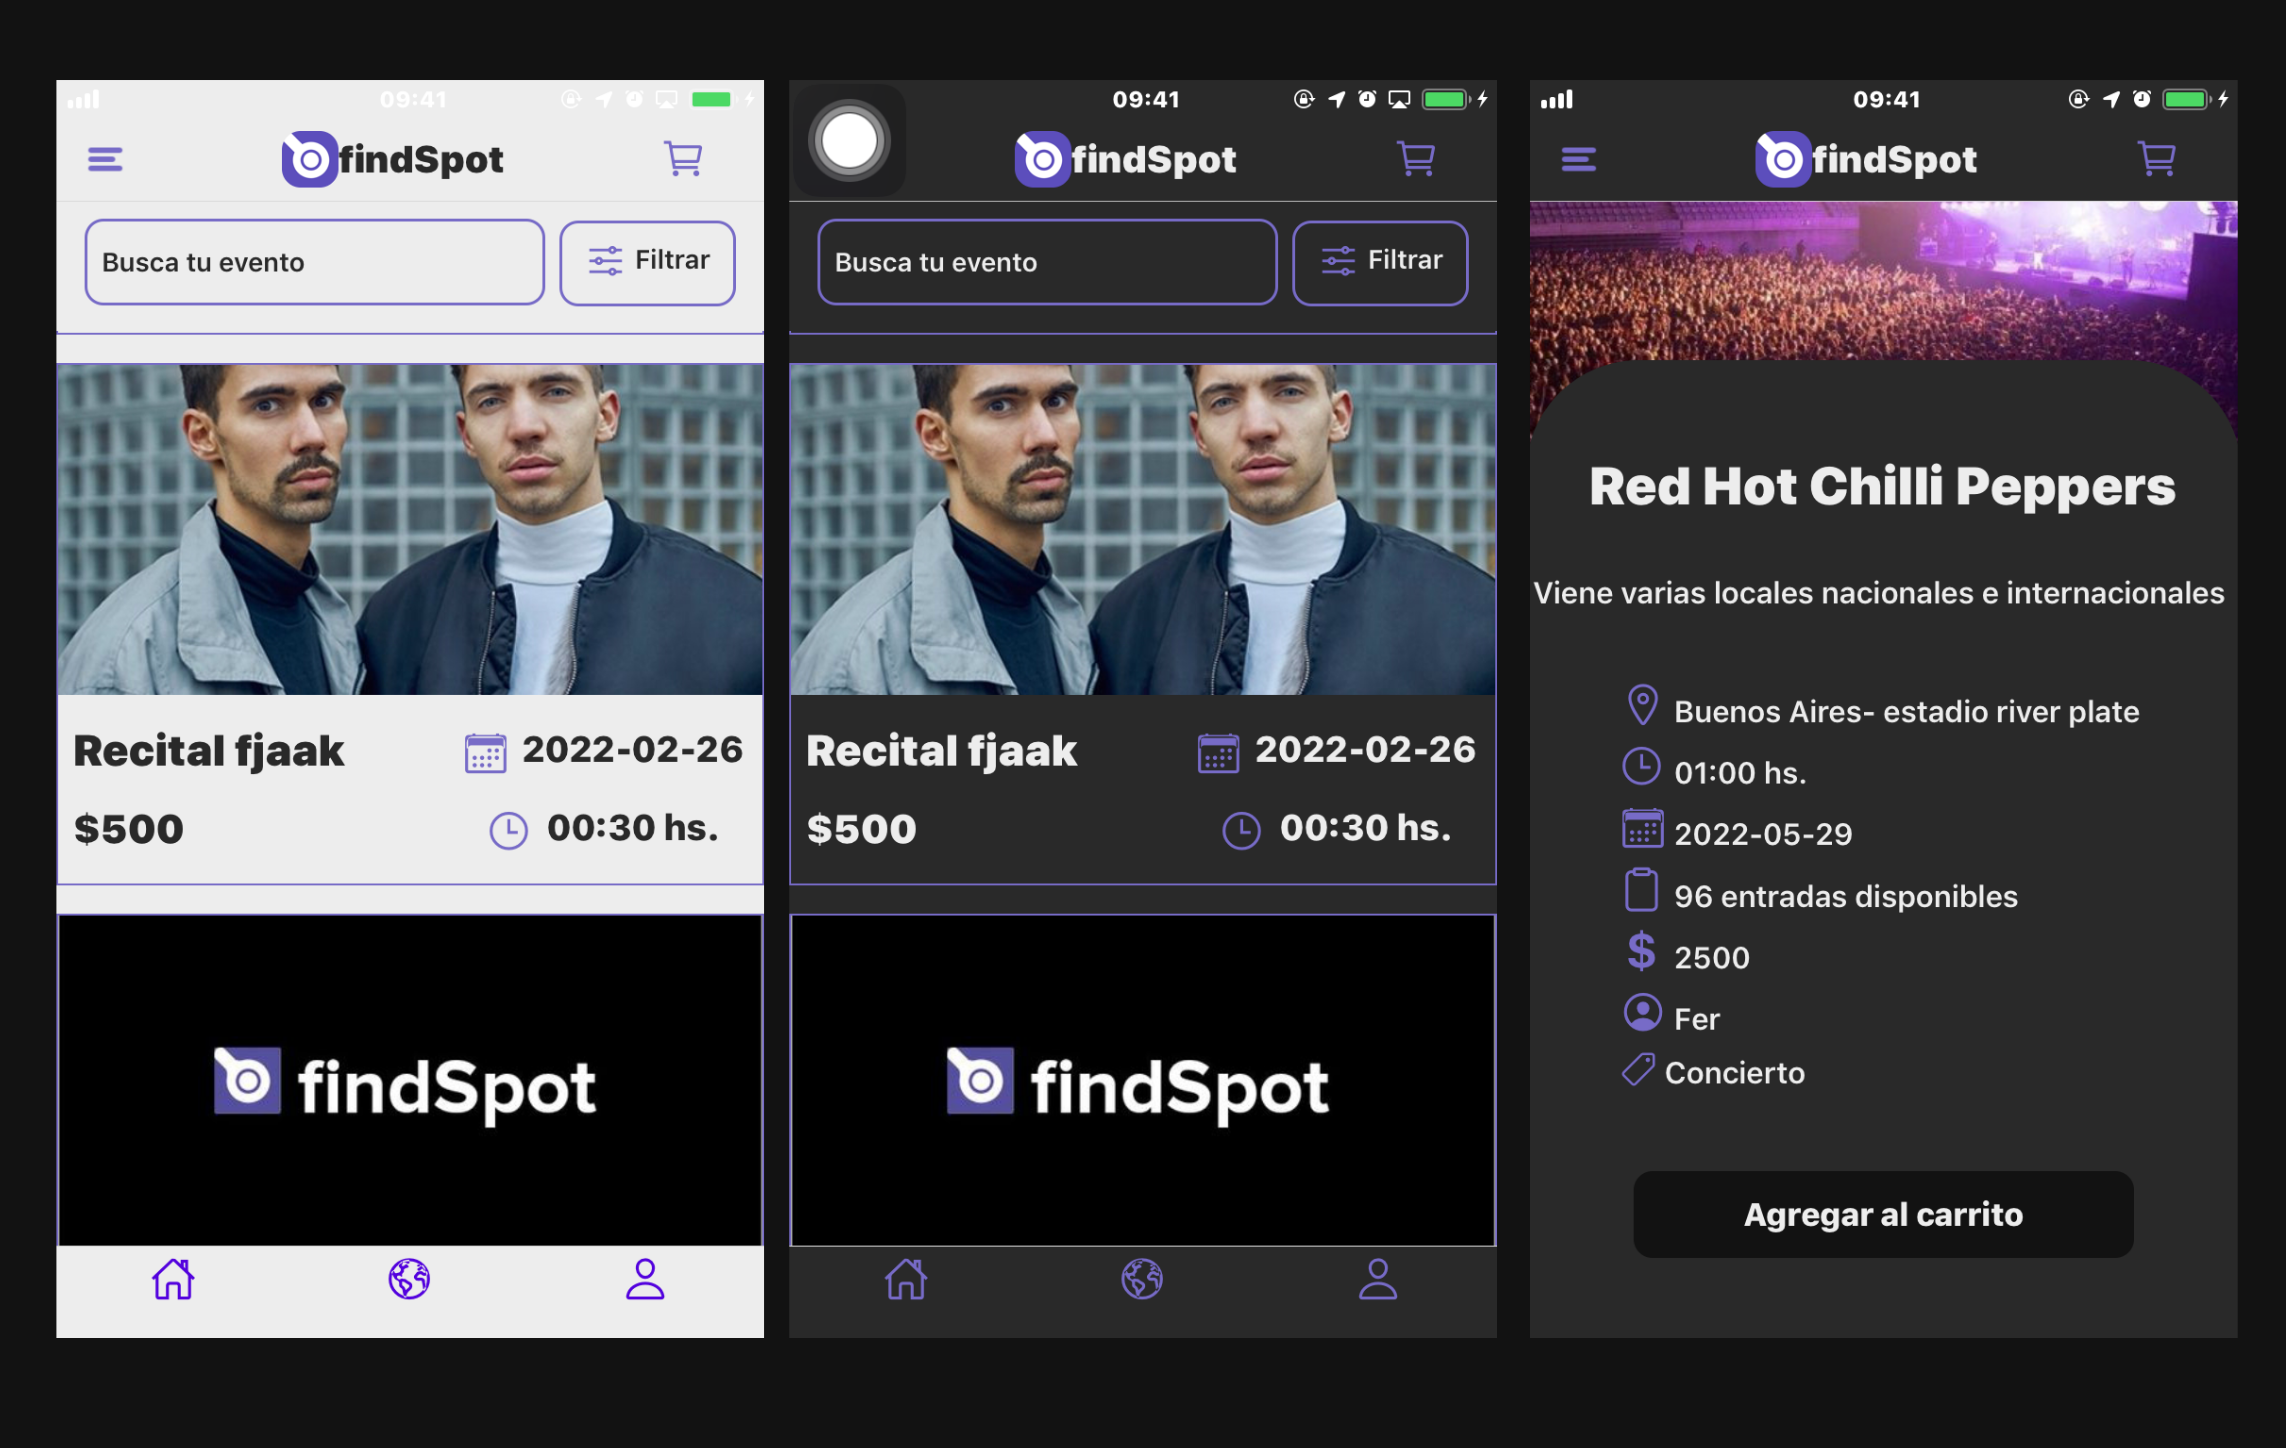 09:41
findSpot
Busca tu evento
Filtrar
Recital fjaak
2022-02-26
$500
00:30 hs.
findSpot
09:41
findSpot
Busca tu evento
Filtrar
Recital fjaak
2022-02-26
$500
00:30 hs.
findSpot
09:41
findSpot
Red Hot Chilli Peppers
Viene varias locales nacionales e internacionales
Buenos Aires- estadio river plate
01:00 hs.
2022-05-29
96 entradas disponibles
$ 2500
Fer
Concierto
Agregar al carrito